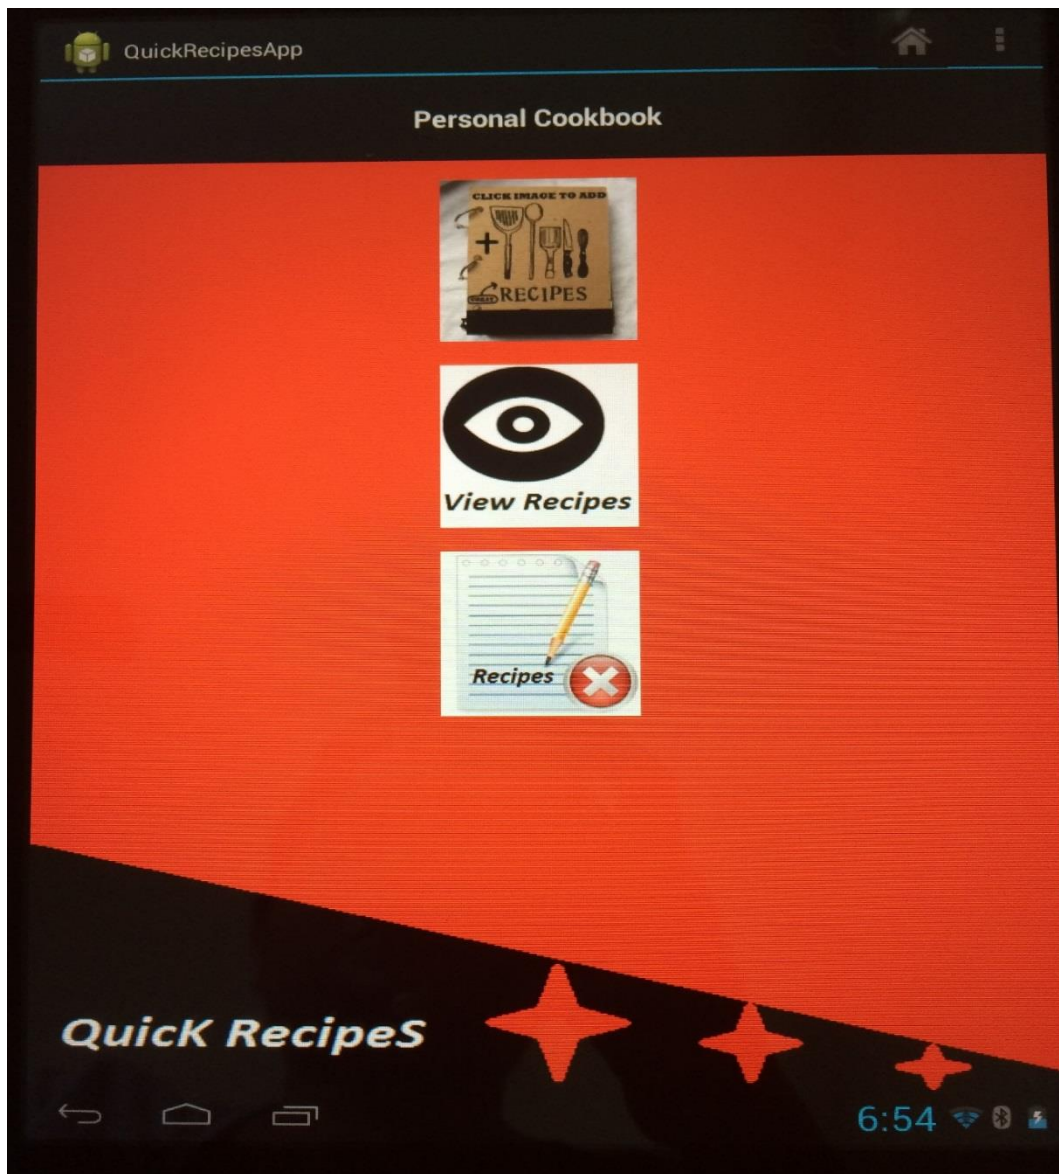 QuickRecipesApp
Personal Cookbook
CLICK IMAGE TO ADD
+
RECIPES
View Recipes
Recipes
QuicK RecipeS
6:54